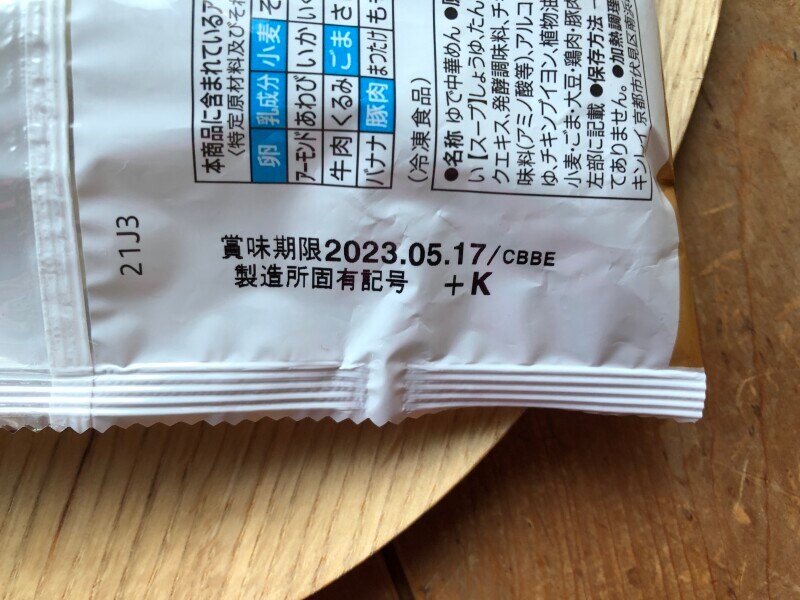 本商品に含まれているア
〈特定原材料及びそ
卵 乳成分 小麦 そ
アーモンド あわび いか い
牛肉 くるみ ごま さ
バナナ 豚肉 まつたけ も
(冷凍食品)
●名称 ゆで中華めん ●
い【スープ】しょうゆ、たん
クエキス、発酵調味料、チ
味料(アミノ酸等)、アルコ
ゆ、チキンブイヨン、植物油
小麦・ごま・大豆・鶏肉・豚肉
左部に記載 ●保存方法
てありません。●加熱調理
キンレイ 京都市伏見区
21J3
賞味期限2023.05.17/CBBE
製造所固有記号 +K